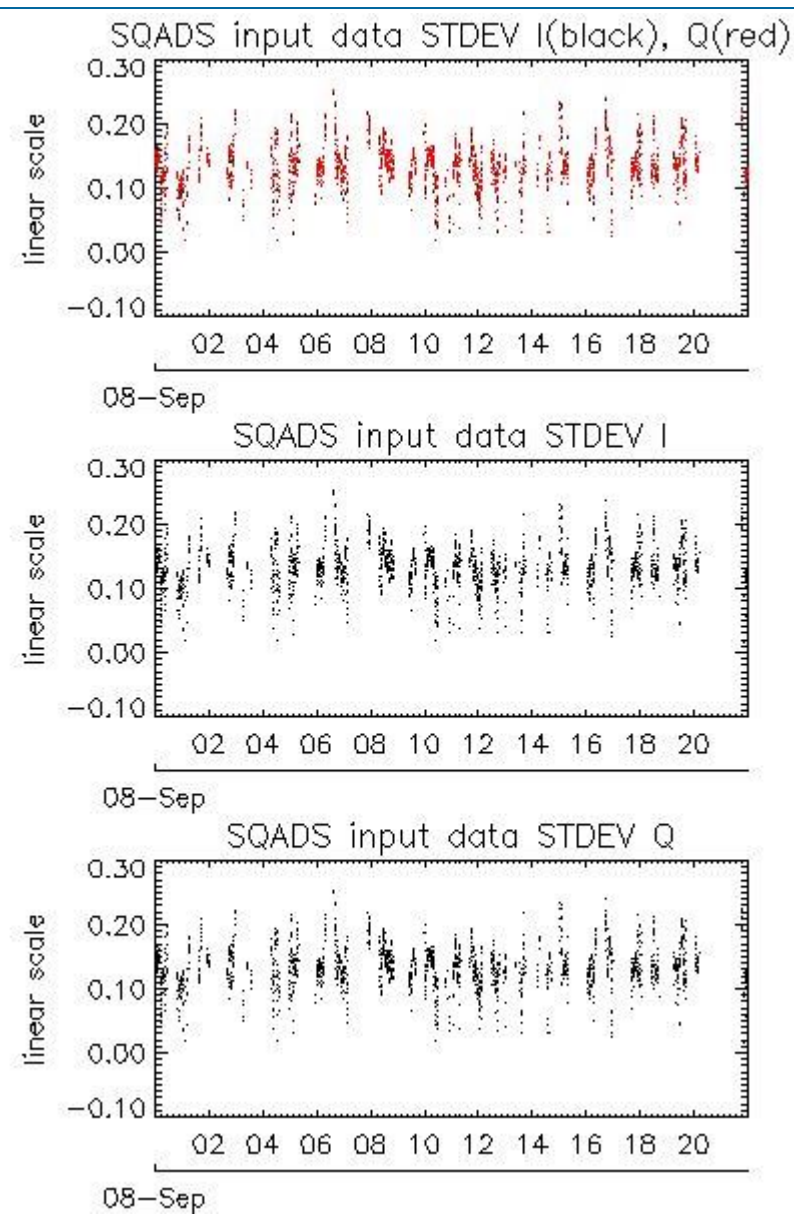 SQADS input data STDEV I(black), Q(red)
0.30
0.20
0.10
0.00
−0.10
linear scale
02 04 06 08 10 12 14 16 18 20
08−Sep
SQADS input data STDEV I
0.30
0.20
0.10
0.00
−0.10
linear scale
02 04 06 08 10 12 14 16 18 20
08−Sep
SQADS input data STDEV Q
0.30
0.20
0.10
0.00
−0.10
linear scale
02 04 06 08 10 12 14 16 18 20
08−Sep